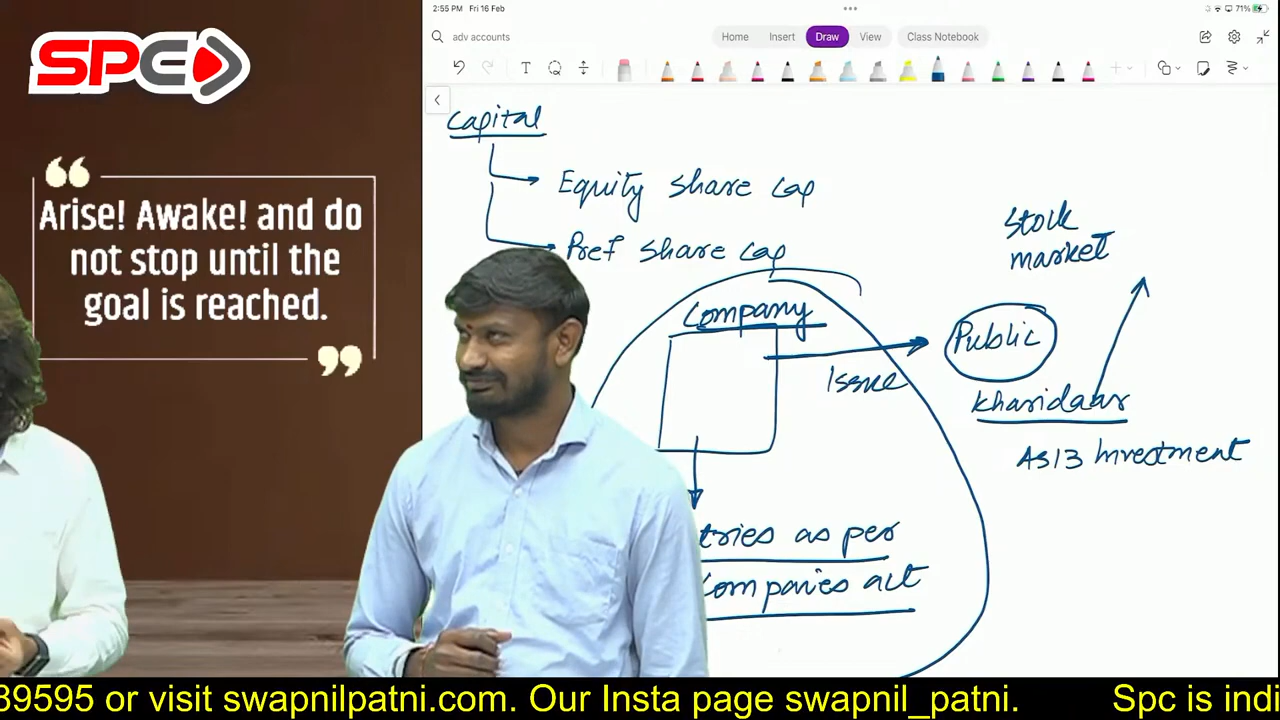 2:55 PM Fri 16 Feb
71%
adv accounts
Home Insert Draw View Class Notebook
SPC
Arise! Awake! and do
not stop until the
goal is reached.
Capital
Equity share cap
Pref share cap
Stock
market
Company
Public
Issue
kharidaar
AS13 Investment
tries as per
Companies act
39595 or visit swapnilpatni.com. Our Insta page swapnil_patni. Spc is indi